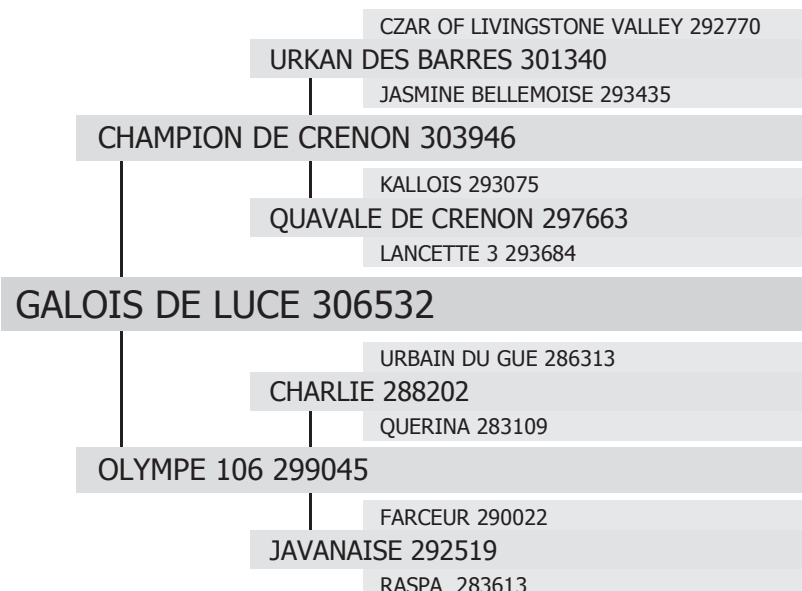 CZAR OF LIVINGSTONE VALLEY 292770
URKAN DES BARRES 301340
JASMINE BELLEMOISE 293435
CHAMPION DE CRENON 303946
KALLOIS 293075
QUAVALE DE CRENON 297663
LANCETTE 3 293684
GALOIS DE LUCE 306532
URBAIN DU GUE 286313
CHARLIE 288202
QUERINA 283109
OLYMPE 106 299045
FARCEUR 290022
JAVANAISE 292519
RASPA 283613